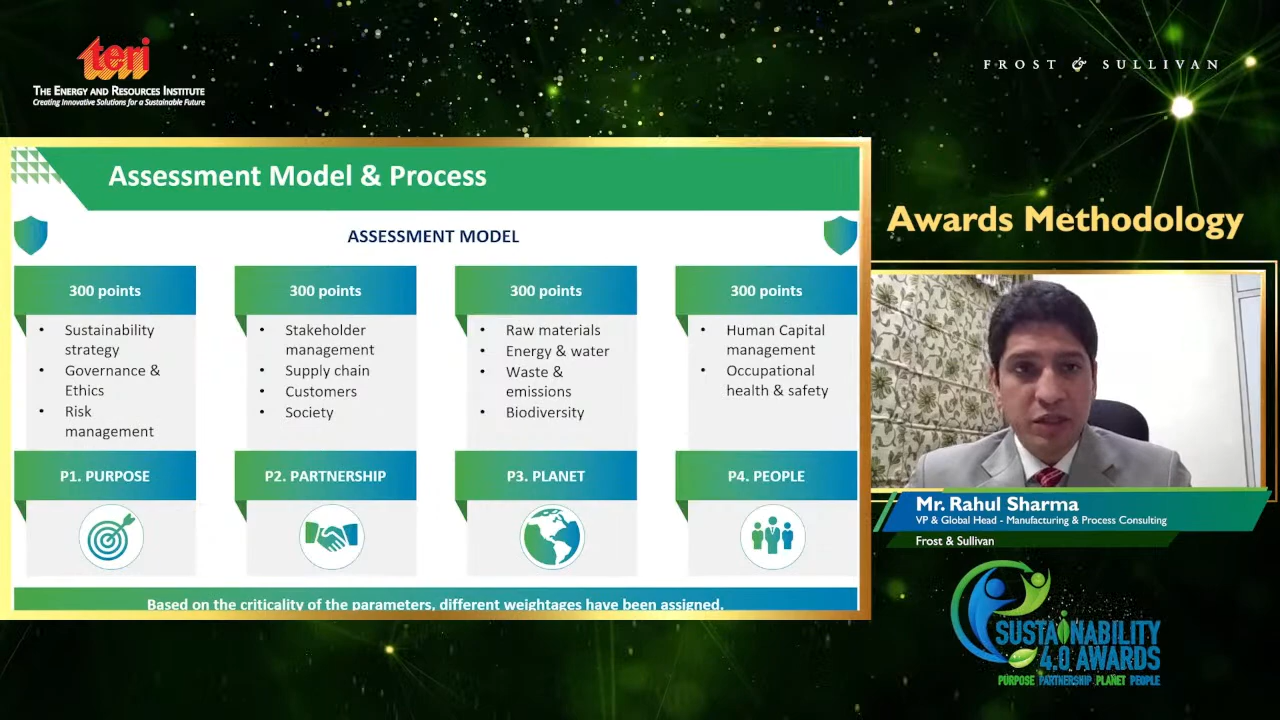 teri
THE ENERGY AND RESOURCES INSTITUTE
Creating Innovative Solutions for a Sustainable Future
FROST & SULLIVAN
Assessment Model & Process
ASSESSMENT MODEL
300 points
• Sustainability
strategy
• Governance &
Ethics
• Risk
management
P1. PURPOSE
300 points
• Stakeholder
management
• Supply chain
• Customers
• Society
P2. PARTNERSHIP
300 points
• Raw materials
• Energy & water
• Waste &
emissions
• Biodiversity
P3. PLANET
300 points
• Human Capital
management
• Occupational
health & safety
P4. PEOPLE
Based on the criticality of the parameters, different weightages have been assigned.
Awards Methodology
Mr. Rahul Sharma
VP & Global Head - Manufacturing & Process Consulting
Frost & Sullivan
SUSTAINABILITY
4.0 AWARDS
PURPOSE PARTNERSHIP PLANET PEOPLE